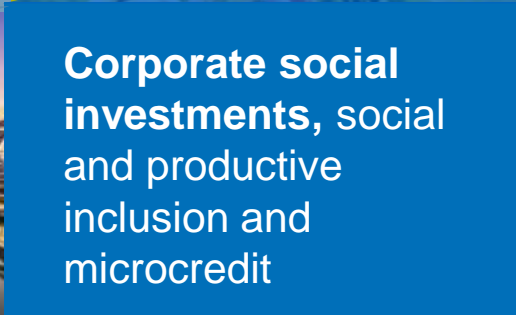 Corporate social
investments, social
and productive
inclusion and
microcredit